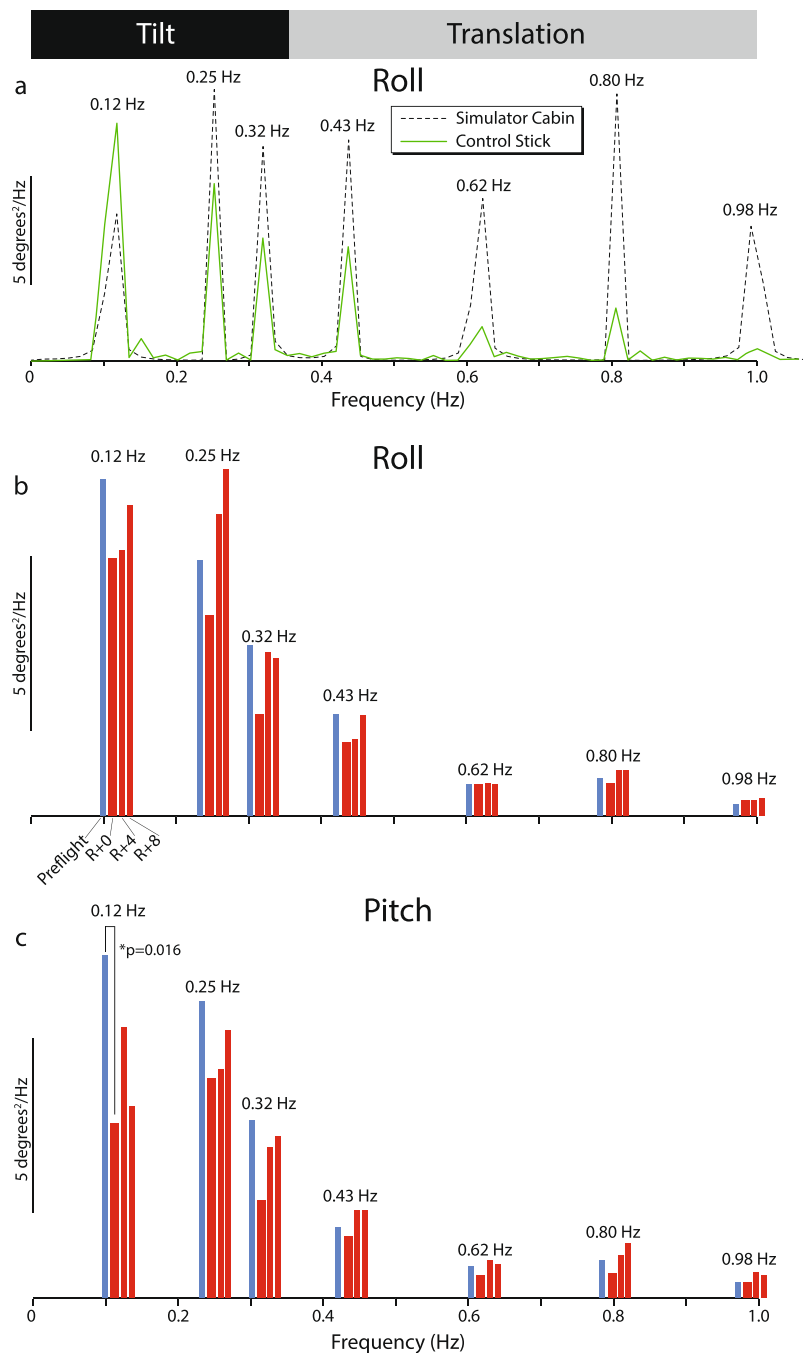 Tilt
Translation
a
Roll
0.12 Hz
0.25 Hz
0.32 Hz
0.43 Hz
0.62 Hz
0.80 Hz
0.98 Hz
Simulator Cabin
Control Stick
5 degrees²/Hz
0
0.2
0.4
0.6
0.8
1.0
Frequency (Hz)
b
Roll
0.12 Hz
0.25 Hz
0.32 Hz
0.43 Hz
0.62 Hz
0.80 Hz
0.98 Hz
5 degrees²/Hz
Preflight
R+0
R+4
R+8
c
Pitch
0.12 Hz
*p=0.016
0.25 Hz
0.32 Hz
0.43 Hz
0.62 Hz
0.80 Hz
0.98 Hz
5 degrees²/Hz
0
0.2
0.4
0.6
0.8
1.0
Frequency (Hz)